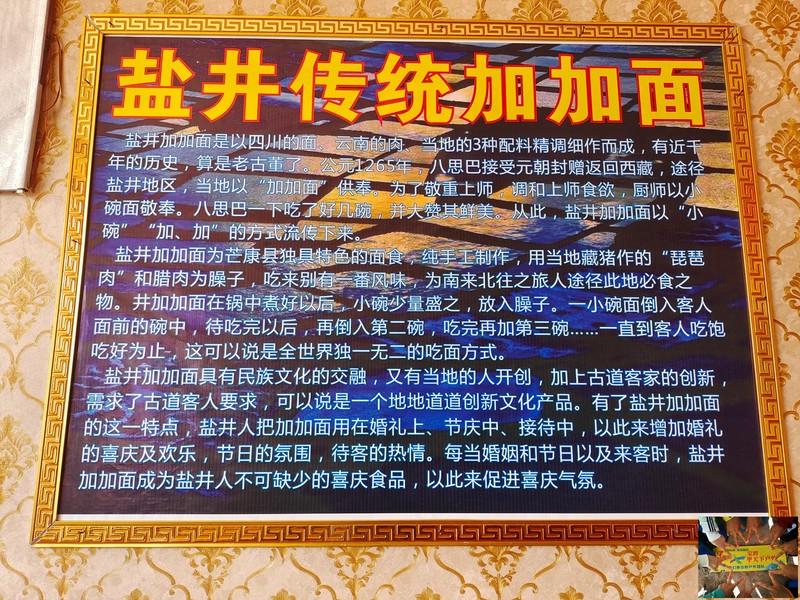 盐井传统加加面
盐井加加面是以四川的面、云南的肉、当地的3种配料精调细作而成，有近千
年的历史，算是老古董了。公元1265年，八思巴接受元朝封赠返回西藏，途径
盐井地区，当地以“加加面”供奉。为了敬重上师，调和上师食欲，厨师以小
碗面敬奉。八思巴一下吃了好几碗，并大赞其鲜美。从此，盐井加加面以“小
碗”“加、加”的方式流传下来。
盐井加加面为芒康县独具特色的面食，纯手工制作，用当地藏猪作的“琵琶
肉”和腊肉为臊子，吃来别有一番风味，为南来北往之旅人途径此地必食之
物。井加加面在锅中煮好以后，小碗少量盛之，放入臊子。一小碗面倒入客人
面前的碗中，待吃完以后，再倒入第二碗，吃完再加第三碗……一直到客人吃饱
吃好为止，这可以说是全世界独一无二的吃面方式。
盐井加加面具有民族文化的交融，又有当地的人开创，加上古道客家的创新，
需求了古道客人要求，可以说是一个地地道道创新文化产品。有了盐井加加面
的这一特点，盐井人把加加面用在婚礼上、节庆中、接待中，以此来增加婚礼
的喜庆及欢乐，节日的氛围，待客的热情。每当婚姻和节日以及来客时，盐井
加加面成为盐井人不可缺少的喜庆食品，以此来促进喜庆气氛。